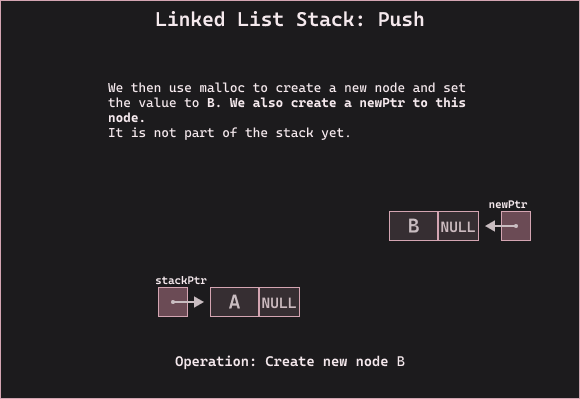 Linked List Stack: Push
We then use malloc to create a new node and set
the value to B. We also create a newPtr to this
node.
It is not part of the stack yet.
newPtr
B NULL
stackPtr
A NULL
Operation: Create new node B